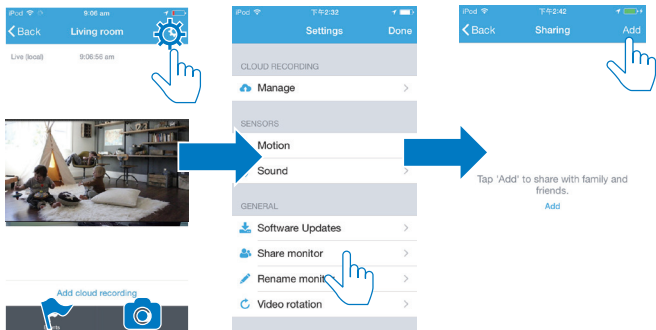 iPod 9:06 am
Back Living room
Live (local) 9:06:56 am
Add cloud recording
iPod 下午2:32
Settings Done
CLOUD RECORDING
Manage
SENSORS
Motion
Sound
GENERAL
Software Updates
Share monitor
Rename monitor
Video rotation
iPod 下午2:42
Back Sharing Add
Tap 'Add' to share with family and
friends.
Add